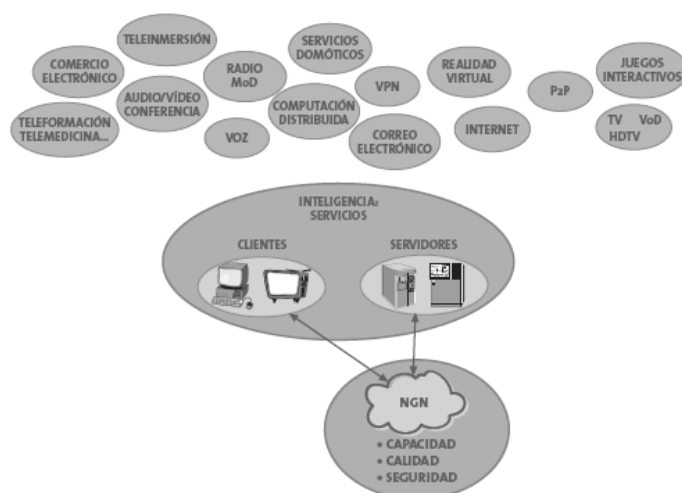 TELEINMERSIÓN
SERVICIOS
DOMÓTICOS
COMERCIO
ELECTRÓNICO
RADIO
MoD
REALIDAD
VIRTUAL
JUEGOS
INTERACTIVOS
AUDIO/VÍDEO
CONFERENCIA
VPN
P2P
COMPUTACIÓN
DISTRIBUIDA
TELEFORMACIÓN
TELEMEDICINA...
VOZ
CORREO
ELECTRÓNICO
INTERNET
TV VoD
HDTV
INTELIGENCIA:
SERVICIOS
CLIENTES
SERVIDORES
NGN
• CAPACIDAD
• CALIDAD
• SEGURIDAD